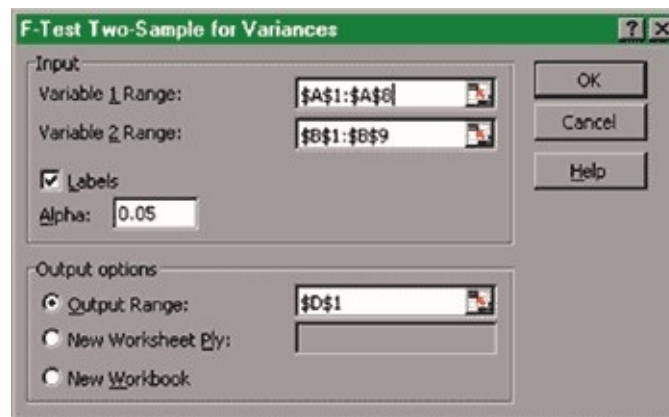 F-Test Two-Sample for Variances
Input
Variable 1 Range:
$A$1:$A$8
Variable 2 Range:
$B$1:$B$9
Labels
Alpha:
0.05
OK
Cancel
Help
Output options
Output Range:
$D$1
New Worksheet Ply:
New Workbook